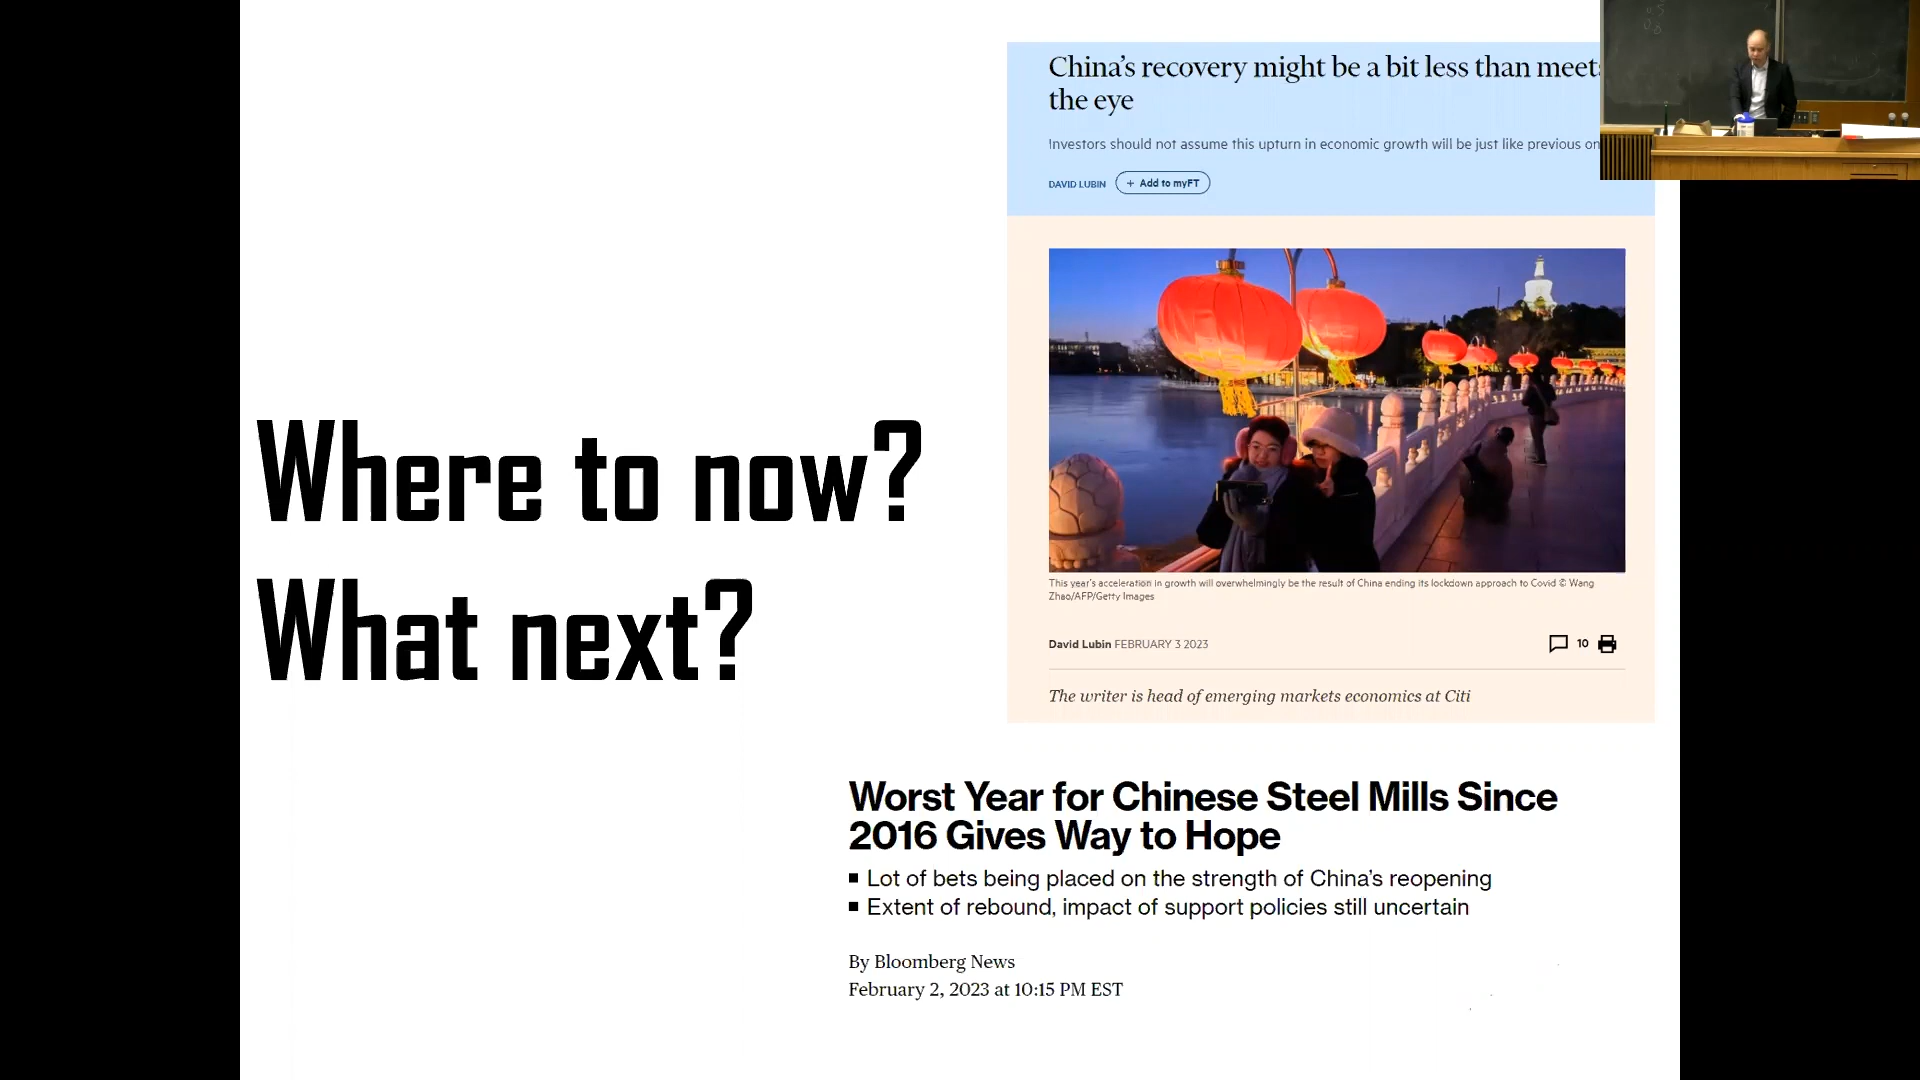 Where to now?
What next?
China's recovery might be a bit less than meets
the eye
Investors should not assume this upturn in economic growth will be just like previous
DAVID LUBIN
+ Add to myFT
This year's acceleration in growth will overwhelmingly be the result of China ending its lockdown approach to Covid © Wang
Zhao/AFP/Getty Images
David Lubin FEBRUARY 3 2023
10
The writer is head of emerging markets economics at Citi
Worst Year for Chinese Steel Mills Since
2016 Gives Way to Hope
▪ Lot of bets being placed on the strength of China's reopening
▪ Extent of rebound, impact of support policies still uncertain
By Bloomberg News
February 2, 2023 at 10:15 PM EST